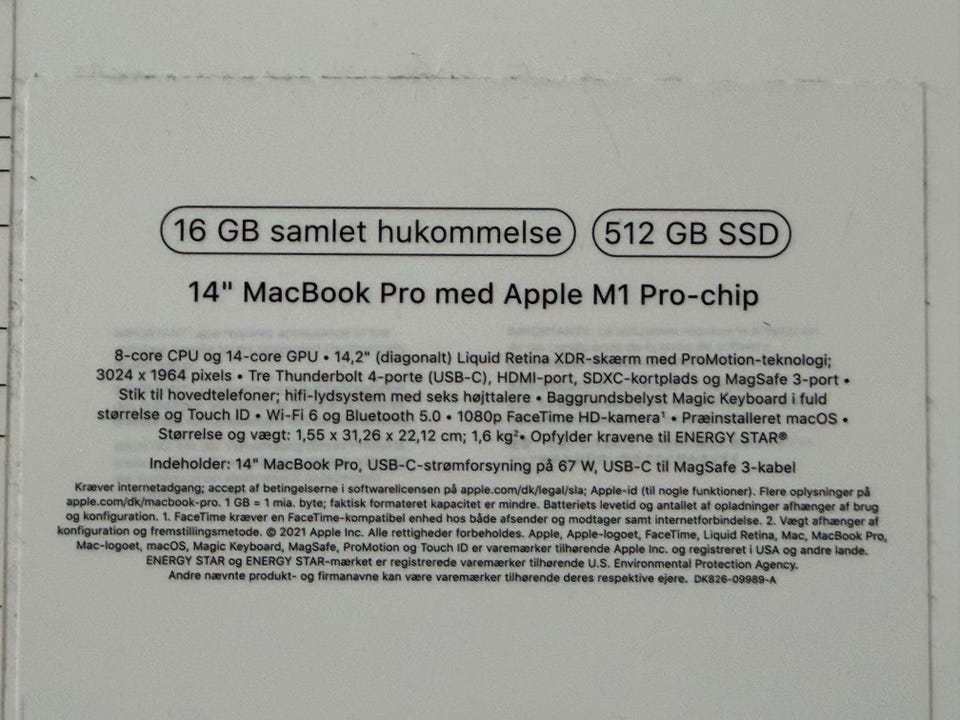 16 GB samlet hukommelse 512 GB SSD
14" MacBook Pro med Apple M1 Pro-chip
8-core CPU og 14-core GPU • 14,2" (diagonalt) Liquid Retina XDR-skærm med ProMotion-teknologi;
3024 x 1964 pixels • Tre Thunderbolt 4-porte (USB-C), HDMI-port, SDXC-kortplads og MagSafe 3-port •
Stik til hovedtelefoner; hifi-lydsystem med seks højttalere • Baggrundsbelyst Magic Keyboard i fuld
størrelse og Touch ID • Wi-Fi 6 og Bluetooth 5.0 • 1080p FaceTime HD-kamera¹ • Præinstalleret macOS •
Størrelse og vægt: 1,55 x 31,26 x 22,12 cm; 1,6 kg²• Opfylder kravene til ENERGY STAR®
Indeholder: 14" MacBook Pro, USB-C-strømforsyning på 67 W, USB-C til MagSafe 3-kabel
Kræver internetadgang; accept af betingelserne i softwarelicensen på apple.com/dk/legal/sla; Apple-id (til nogle funktioner). Flere oplysninger på
apple.com/dk/macbook-pro. 1 GB = 1 mia. byte; faktisk formateret kapacitet er mindre. Batteriets levetid og antallet af opladninger afhænger af brug
og konfiguration. 1. FaceTime kræver en FaceTime-kompatibel enhed hos både afsender og modtager samt internetforbindelse. 2. Vægt afhænger af
konfiguration og fremstillingsmetode. © 2021 Apple Inc. Alle rettigheder forbeholdes. Apple, Apple-logoet, FaceTime, Liquid Retina, Mac, MacBook Pro,
Mac-logoet, macOS, Magic Keyboard, MagSafe, ProMotion og Touch ID er varemærker tilhørende Apple Inc. og registreret i USA og andre lande.
ENERGY STAR og ENERGY STAR-mærket er registrerede varemærker tilhørende U.S. Environmental Protection Agency.
Andre nævnte produkt- og firmanavne kan være varemærker tilhørende deres respektive ejere. DK826-09989-A